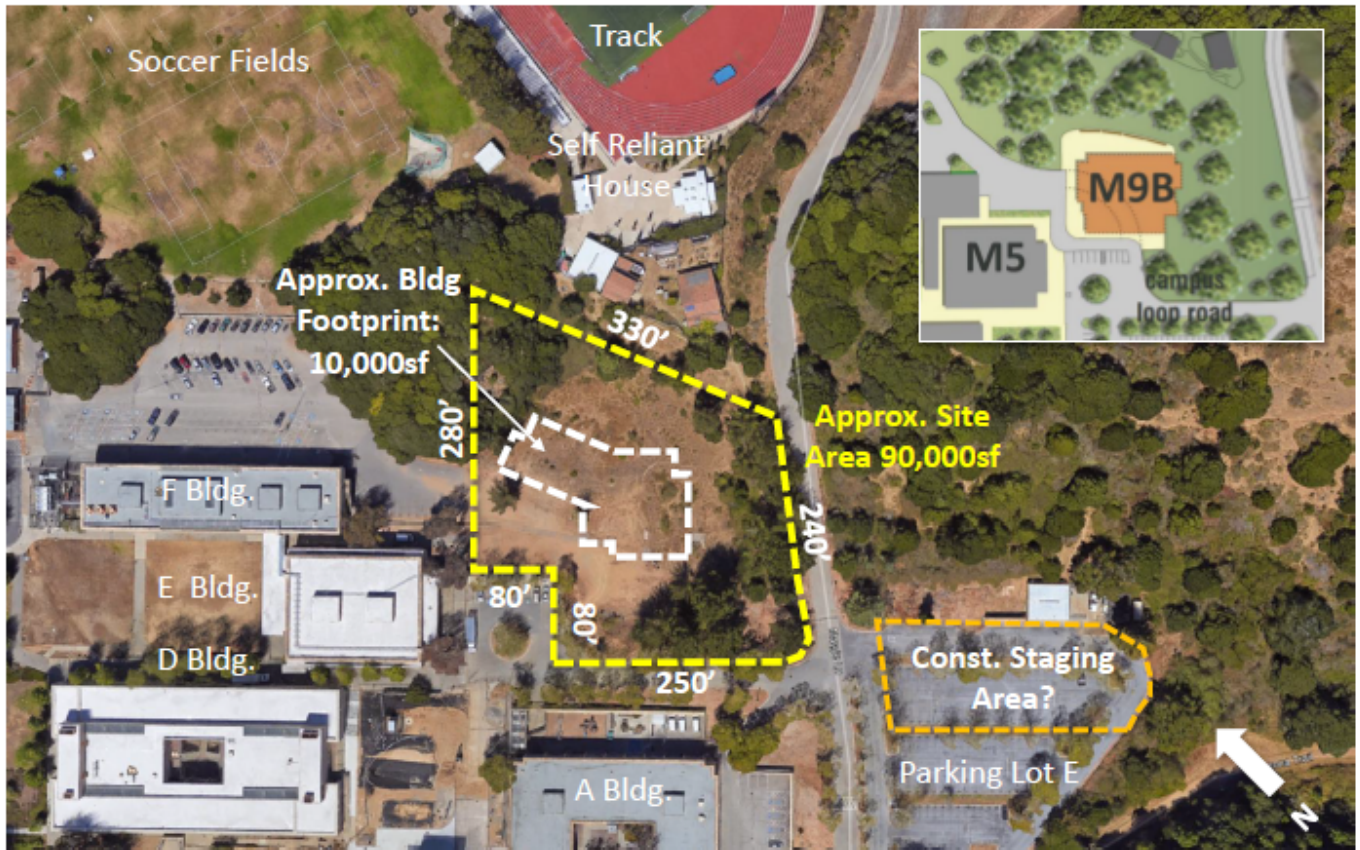 Soccer Fields
Track
Self Reliant
House
M9B
M5
campus
loop road
Approx. Bldg
Footprint:
10,000sf
330’
280’
Approx. Site
Area 90,000sf
F Bldg.
240’
E Bldg.
80’
80’
D Bldg.
250’
Const. Staging
Area?
Parking Lot E
A Bldg.
N